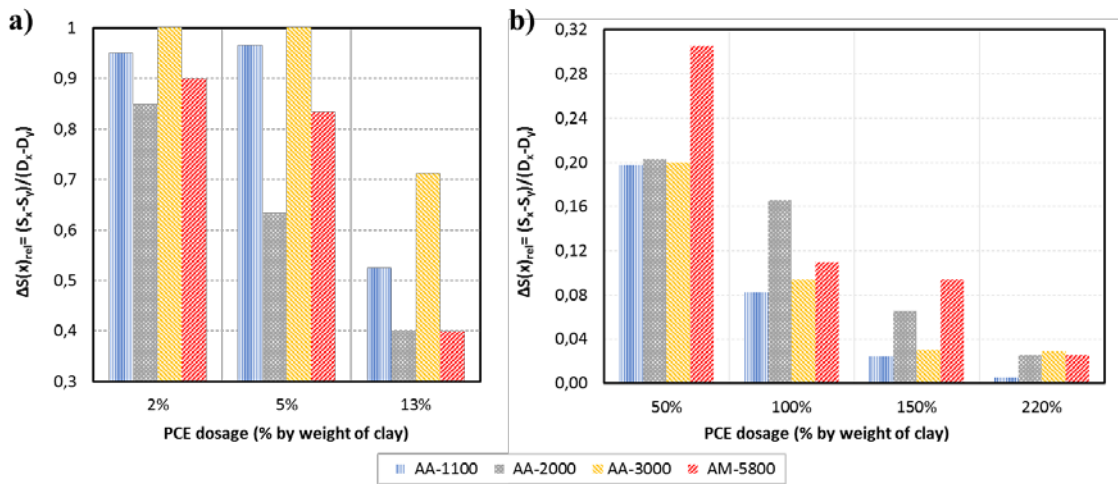 a)
ΔS(x)rel= (Sx-Sy)/(Dx-Dy)
1
0,9
0,8
0,7
0,6
0,5
0,4
0,3
2% 5% 13%
PCE dosage (% by weight of clay)
b)
ΔS(x)rel= (Sx-Sy)/(Dx-Dy)
0,32
0,28
0,24
0,20
0,16
0,12
0,08
0,04
0,00
50% 100% 150% 220%
PCE dosage (% by weight of clay)
AA-1100 AA-2000 AA-3000 AM-5800